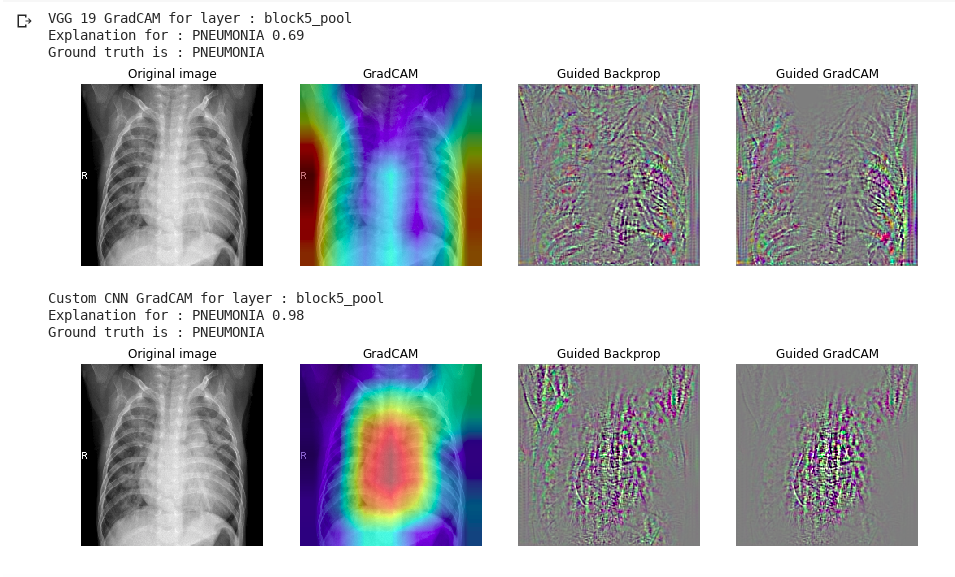 VGG 19 GradCAM for layer : block5_pool
Explanation for : PNEUMONIA 0.69
Ground truth is : PNEUMONIA
Original image GradCAM Guided Backprop Guided GradCAM
R R
Custom CNN GradCAM for layer : block5_pool
Explanation for : PNEUMONIA 0.98
Ground truth is : PNEUMONIA
Original image GradCAM Guided Backprop Guided GradCAM
R R